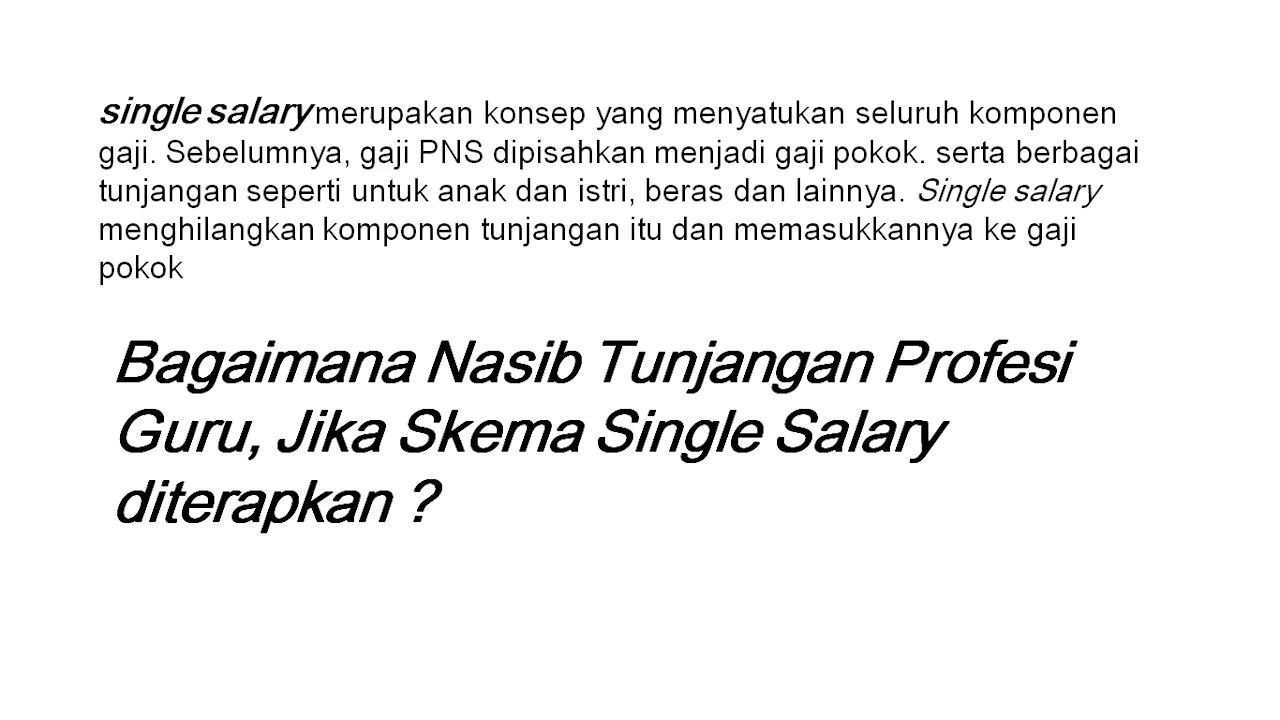 single salary merupakan konsep yang menyatukan seluruh komponen
gaji. Sebelumnya, gaji PNS dipisahkan menjadi gaji pokok. serta berbagai
tunjangan seperti untuk anak dan istri, beras dan lainnya. Single salary
menghilangkan komponen tunjangan itu dan memasukkannya ke gaji
pokok
Bagaimana Nasib Tunjangan Profesi
Guru, Jika Skema Single Salary
diterapkan ?